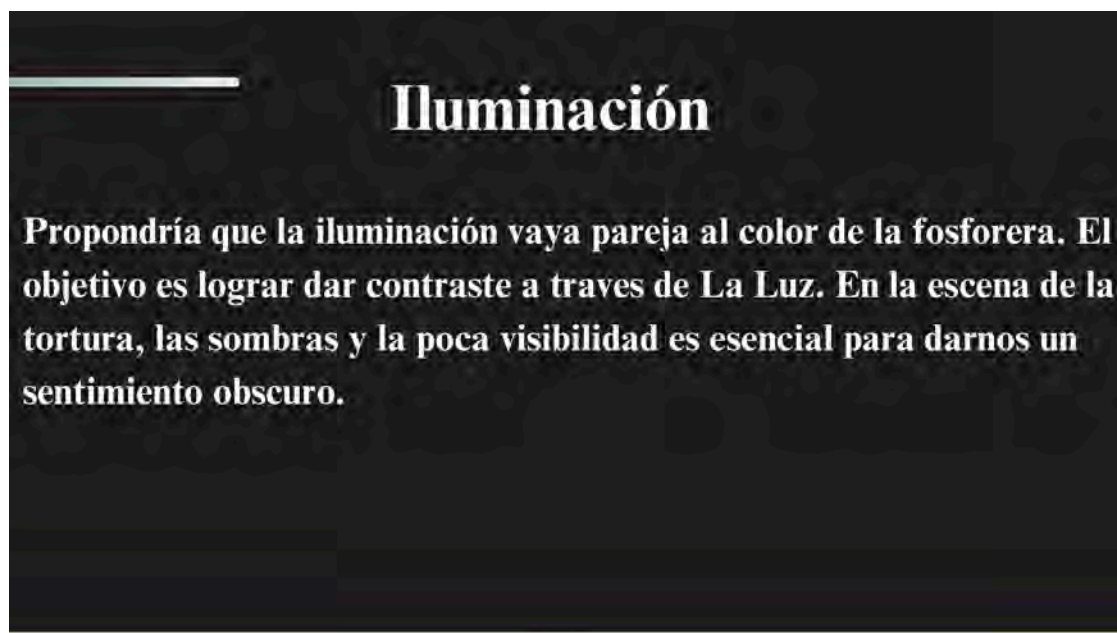 Iluminación
Propondría que la iluminación vaya pareja al color de la fosforera. El
objetivo es lograr dar contraste a traves de La Luz. En la escena de la
tortura, las sombras y la poca visibilidad es esencial para darnos un
sentimiento obscuro.